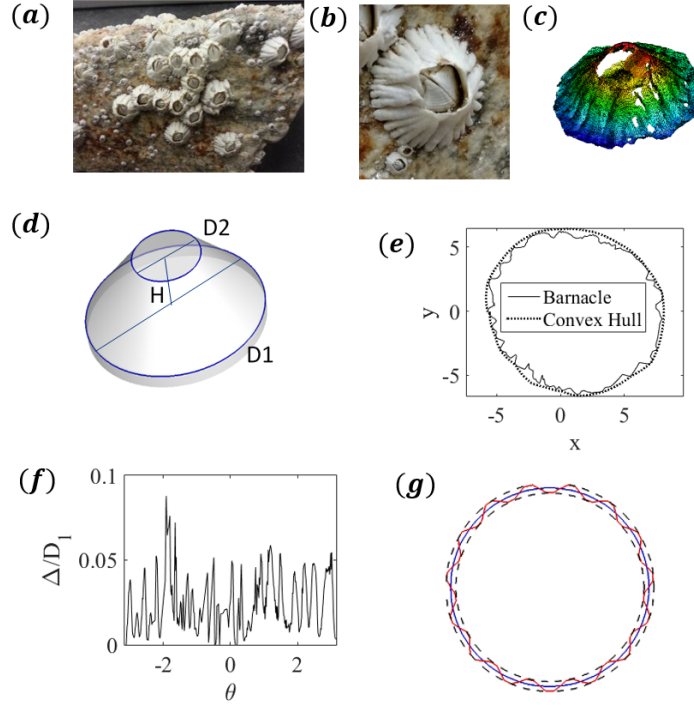 (a)
(b)
(c)
(d)
D2
H
D1
(e)
5
0
-5
y
Barnacle
Convex Hull
-5 0 5
x
(f)
0.1
0.05
0
Δ/D₁
-2 0 2
θ
(g)